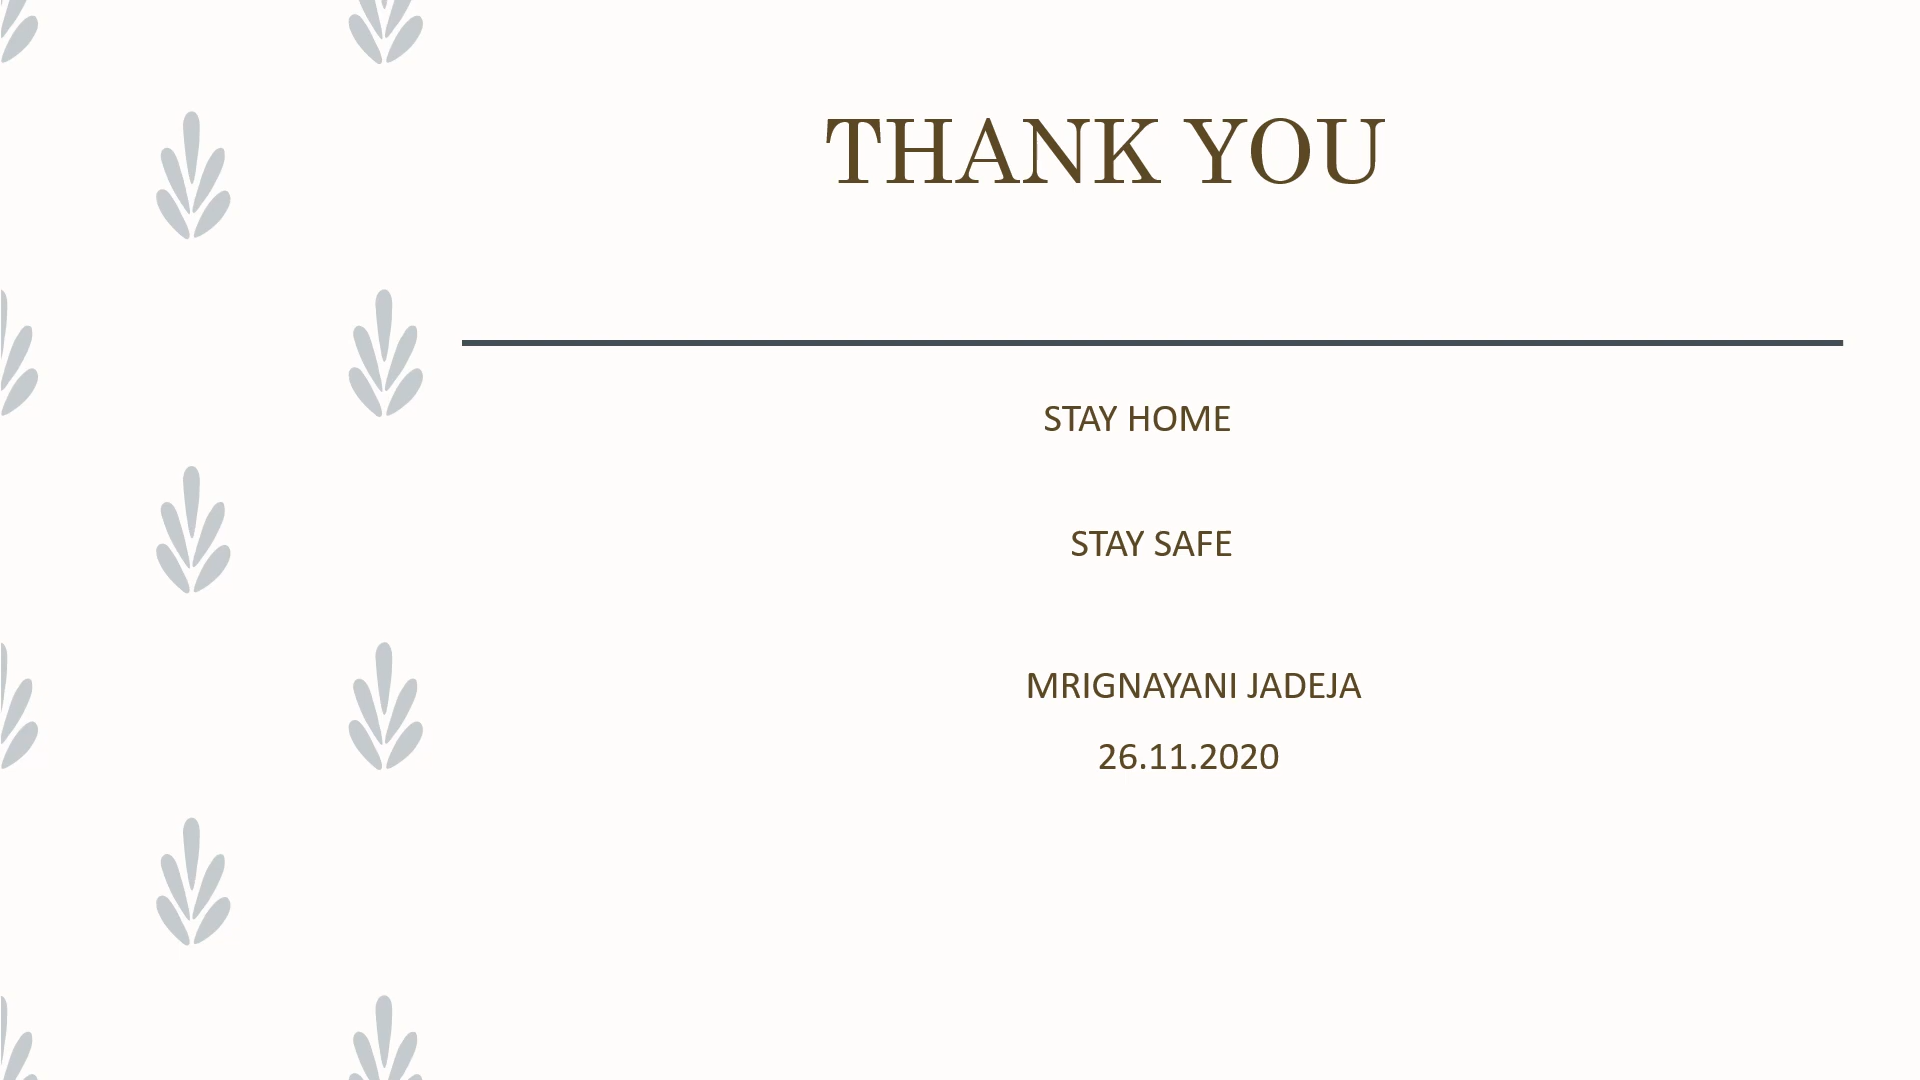 THANK YOU
STAY HOME
STAY SAFE
MRIGNAYANI JADEJA
26.11.2020